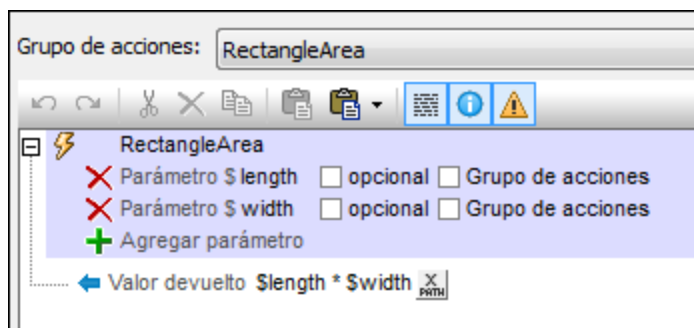 Grupo de acciones: RectangleArea
RectangleArea
Parámetro $ length opcional Grupo de acciones
Parámetro $ width opcional Grupo de acciones
Agregar parámetro
Valor devuelto $length * $width X PATH